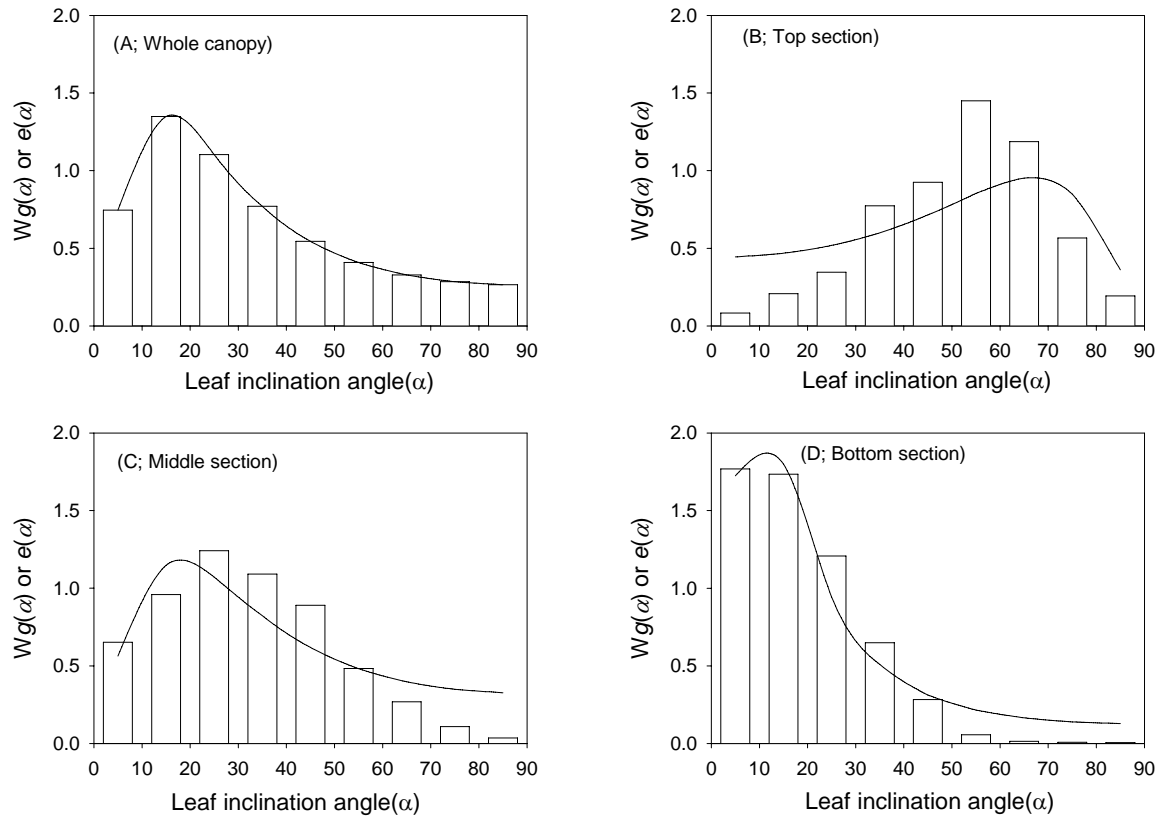 Wg(α) or e(α)
2.0
1.5
1.0
0.5
0.0
(A; Whole canopy)
0 10 20 30 40 50 60 70 80 90
Leaf inclination angle(α)
Wg(α) or e(α)
2.0
1.5
1.0
0.5
0.0
(B; Top section)
0 10 20 30 40 50 60 70 80 90
Leaf inclination angle(α)
Wg(α) or e(α)
2.0
1.5
1.0
0.5
0.0
(C; Middle section)
0 10 20 30 40 50 60 70 80 90
Leaf inclination angle(α)
Wg(α) or e(α)
2.0
1.5
1.0
0.5
0.0
(D; Bottom section)
0 10 20 30 40 50 60 70 80 90
Leaf inclination angle(α)